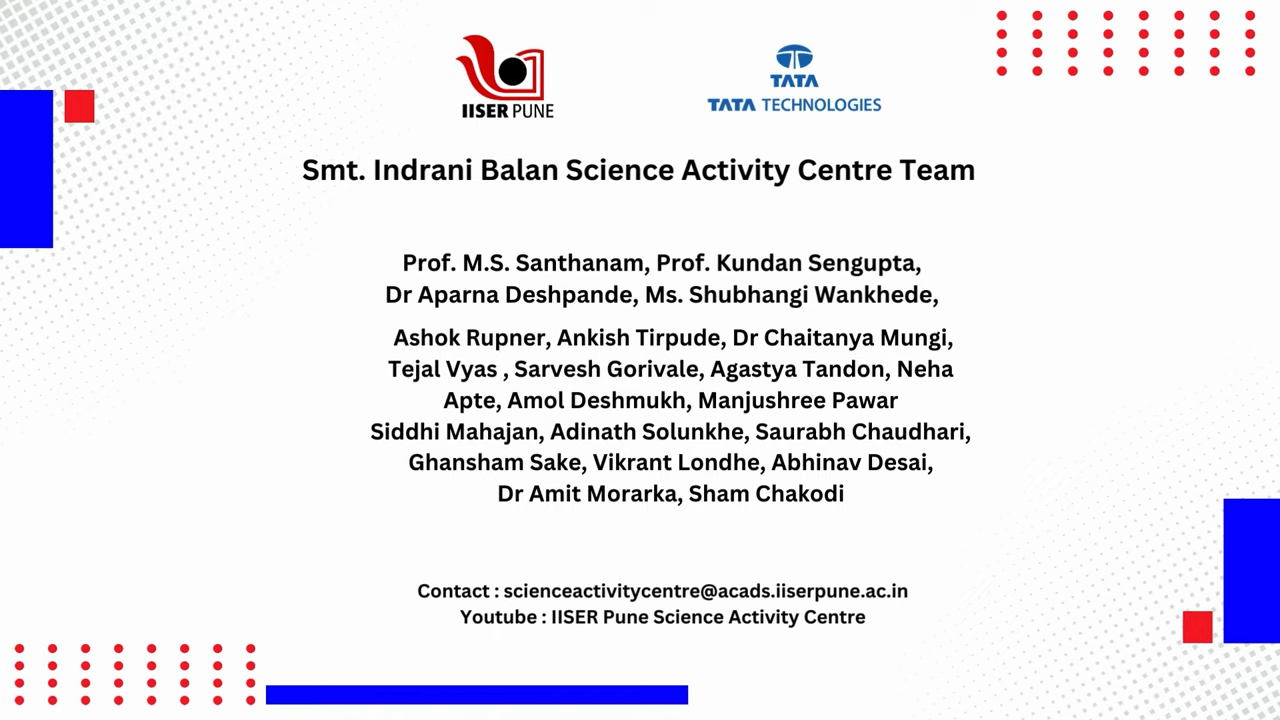 IISER PUNE
TATA
TATA TECHNOLOGIES
Smt. Indrani Balan Science Activity Centre Team
Prof. M.S. Santhanam, Prof. Kundan Sengupta,
Dr Aparna Deshpande, Ms. Shubhangi Wankhede,
Ashok Rupner, Ankish Tirpude, Dr Chaitanya Mungi,
Tejal Vyas , Sarvesh Gorivale, Agastya Tandon, Neha
Apte, Amol Deshmukh, Manjushree Pawar
Siddhi Mahajan, Adinath Solunkhe, Saurabh Chaudhari,
Ghansham Sake, Vikrant Londhe, Abhinav Desai,
Dr Amit Morarka, Sham Chakodi
Contact : scienceactivitycentre@acads.iiserpune.ac.in
Youtube : IISER Pune Science Activity Centre